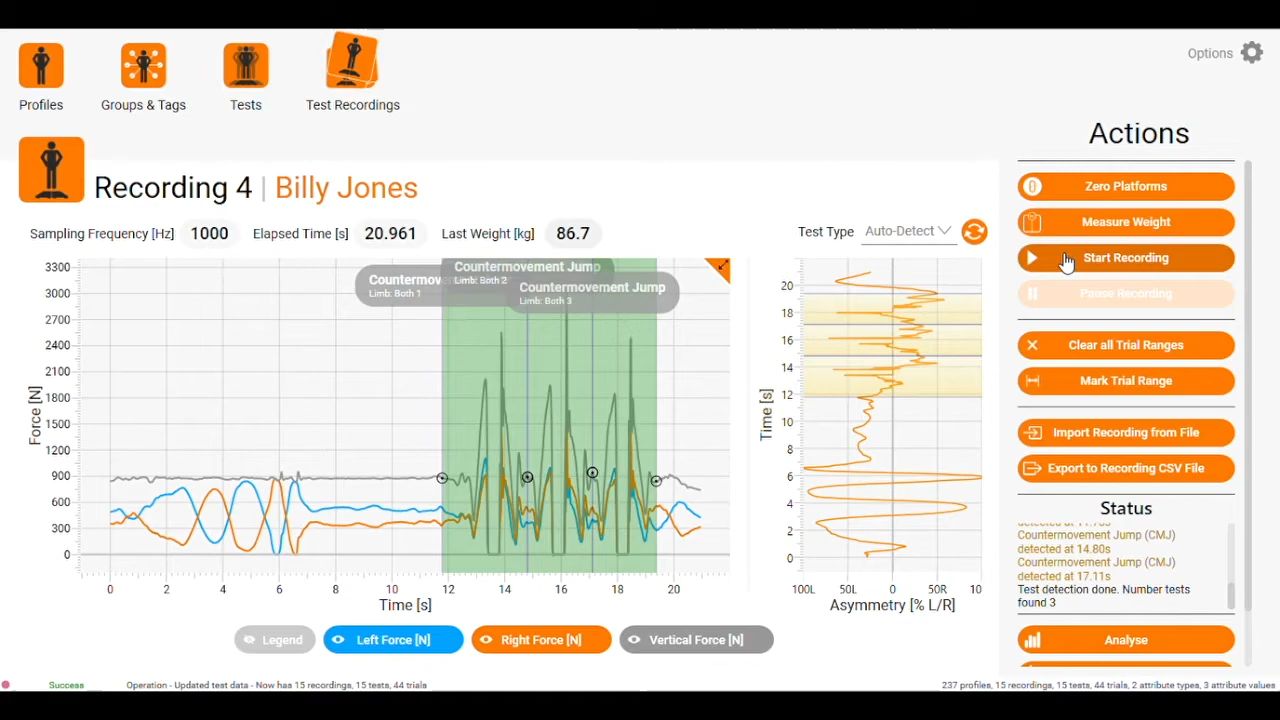 Options
Profiles
Groups & Tags
Tests
Test Recordings
Actions
Recording 4 | Billy Jones
Sampling Frequency [Hz] 1000 Elapsed Time [s] 20.961 Last Weight [kg] 86.7
Test Type Auto-Detect
Countermo
Limb: Both 1
Countermovement Jump
Limb: Both 2
Countermovement Jump
Limb: Both 3
3300
3000
2700
2400
2100
1800
1500
1200
900
600
300
0
Force [N]
0 2 4 6 8 10 12 14 16 18 20
Time [s]
20
18
16
14
12
10
8
6
4
2
0
Time [s]
100L 50L 0 50R 10
Asymmetry [% L/R]
Legend
Left Force [N]
Right Force [N]
Vertical Force [N]
Zero Platforms
Measure Weight
Start Recording
Pause Recording
Clear all Trial Ranges
Mark Trial Range
Import Recording from File
Export to Recording CSV File
Status
Countermovement Jump (CMJ)
detected at 14.80s
Countermovement Jump (CMJ)
detected at 17.11s
Test detection done. Number tests
found 3
Analyse
Success
Operation - Updated test data - Now has 15 recordings, 15 tests, 44 trials
237 profiles, 15 recordings, 15 tests, 44 trials, 2 attribute types, 3 attribute values